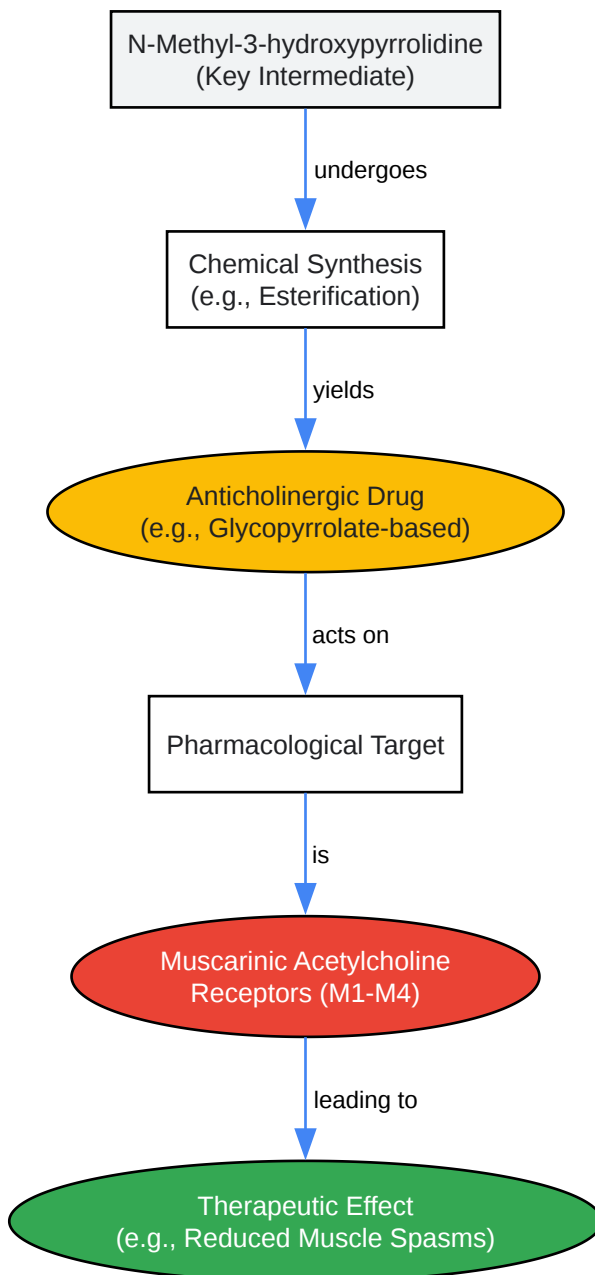 N-Methyl-3-hydroxypyrrolidine
(Key Intermediate)
undergoes
Chemical Synthesis
(e.g., Esterification)
yields
Anticholinergic Drug
(e.g., Glycopyrrolate-based)
acts on
Pharmacological Target
is
Muscarinic Acetylcholine
Receptors (M1-M4)
leading to
Therapeutic Effect
(e.g., Reduced Muscle Spasms)